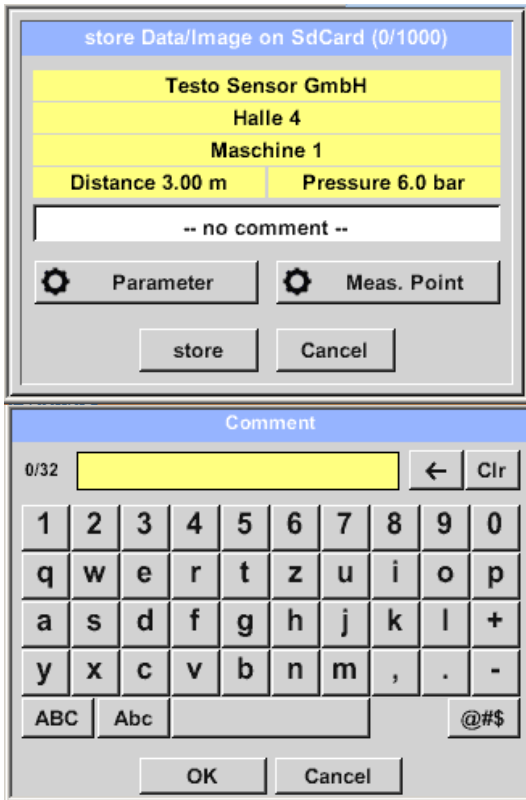 store Data/Image on SdCard (0/1000)
Testo Sensor GmbH
Halle 4
Maschine 1
Distance 3.00 m Pressure 6.0 bar
-- no comment --
Parameter Meas. Point
store Cancel
Comment
0/32 ← Clr
1 2 3 4 5 6 7 8 9 0
q w e r t z u i o p
a s d f g h j k l +
y x c v b n m , . -
ABC Abc @#$
OK Cancel